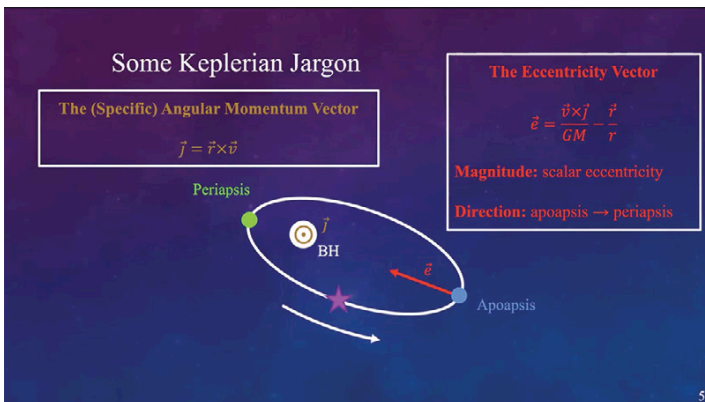 Some Keplerian Jargon
The (Specific) Angular Momentum Vector
j⃗ = r⃗×v⃗
The Eccentricity Vector
e⃗ = v⃗×j⃗/GM − r⃗/r
Magnitude: scalar eccentricity
Direction: apoapsis → periapsis
Periapsis
j⃗
BH
e⃗
Apoapsis
5